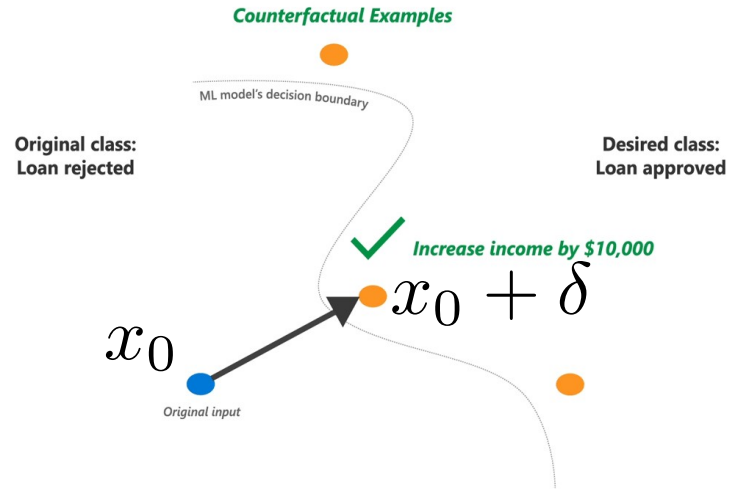 Counterfactual Examples
ML model's decision boundary
Original class:
Loan rejected
Desired class:
Loan approved
Increase income by $10,000
x₀ + δ
x₀
Original input